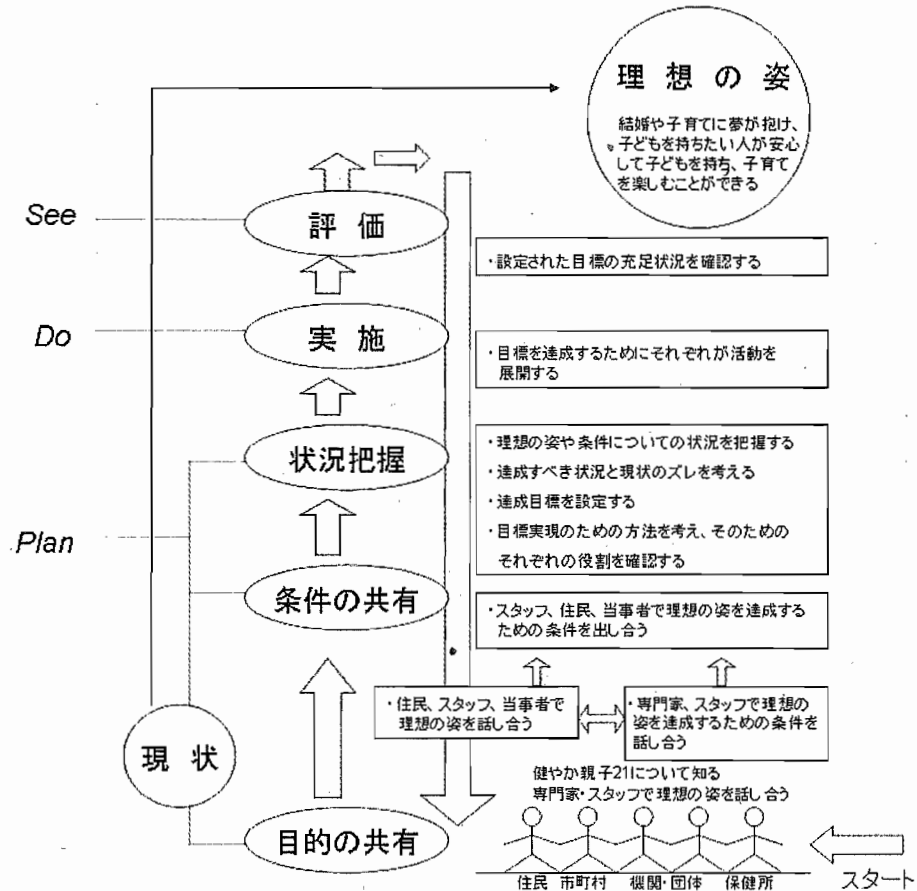 理想の姿
結婚や子育てに夢が抱け、
子どもを持ちたい人が安心
して子どもを持ち、子育て
を楽しむことができる
See
評価
・設定された目標の充足状況を確認する
Do
実施
・目標を達成するためにそれぞれが活動を
展開する
状況把握
・理想の姿や条件についての状況を把握する
・達成すべき状況と現状のズレを考える
・達成目標を設定する
・目標実現のための方法を考え、そのための
それぞれの役割を確認する
Plan
条件の共有
・スタッフ、住民、当事者で理想の姿を達成する
ための条件を出し合う
・住民、スタッフ、当事者で
理想の姿を話し合う
・専門家、スタッフで理想の
姿を達成するための条件を
話し合う
現状
健やか親子21について知る
専門家・スタッフで理想の姿を話し合う
目的の共有
住民 市町村 機関・団体 保健所
スタート